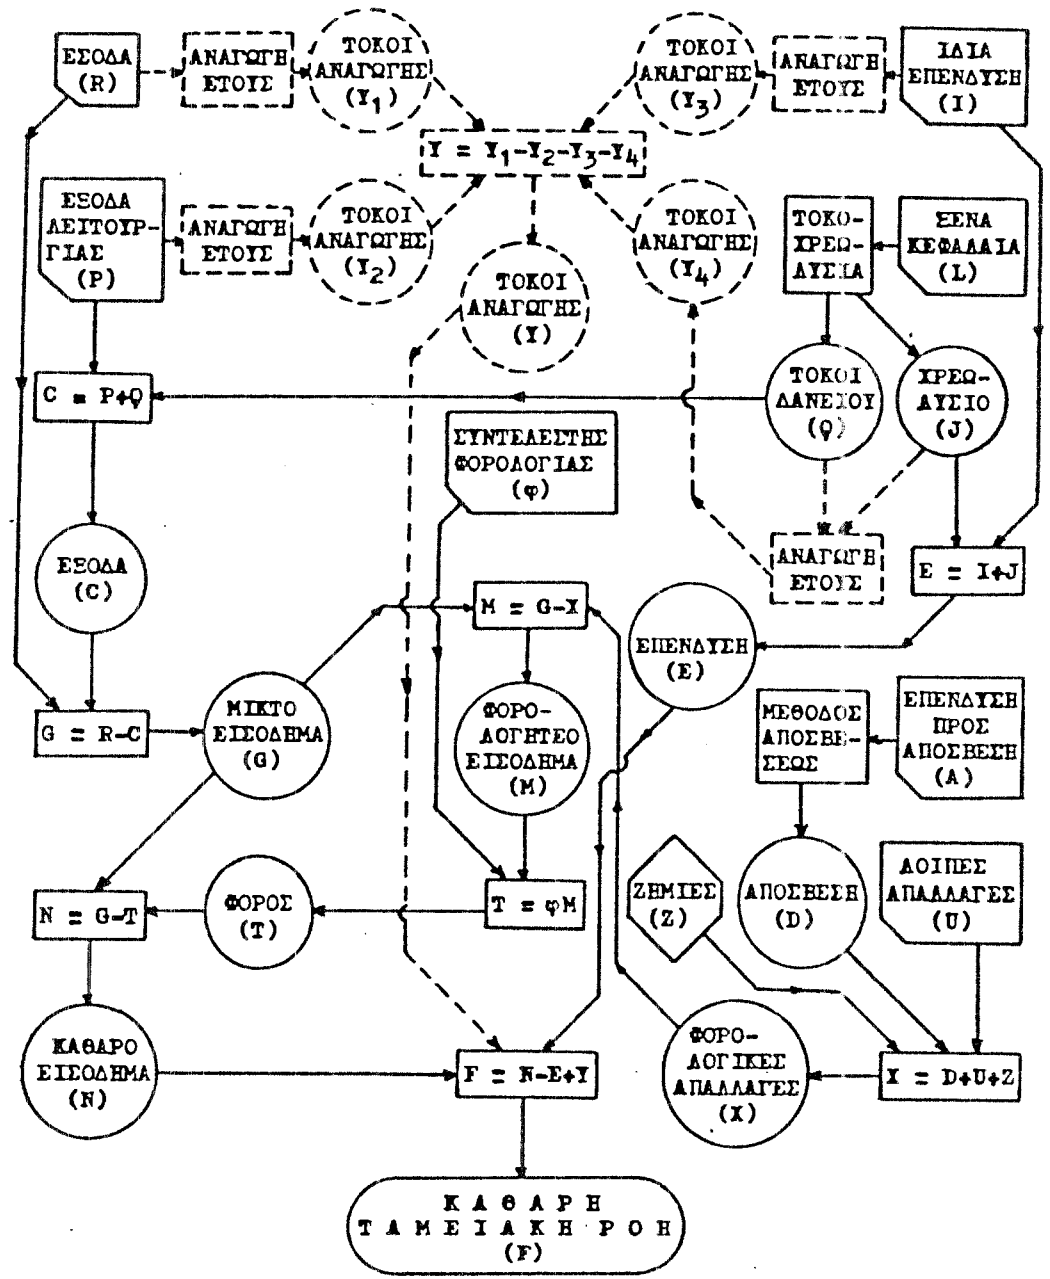 ΕΣΟΔΑ
(R)
ΑΝΑΓΩΓΗ
ΕΤΟΥΣ
ΤΟΚΟΙ
ΑΝΑΓΩΓΗΣ
(Y1)
ΤΟΚΟΙ
ΑΝΑΓΩΓΗΣ
(Y3)
ΑΝΑΓΩΓΗ
ΕΤΟΥΣ
ΙΔΙΑ
ΕΠΕΝΔΥΣΗ
(I)
Y = Y1-Y2-Y3-Y4
ΕΞΟΔΑ
ΛΕΙΤΟΥΡ-
ΓΙΑΣ
(P)
ΑΝΑΓΩΓΗ
ΕΤΟΥΣ
ΤΟΚΟΙ
ΑΝΑΓΩΓΗΣ
(Y2)
ΤΟΚΟΙ
ΑΝΑΓΩΓΗΣ
(Y)
ΤΟΚΟΙ
ΑΝΑΓΩΓΗΣ
(Y4)
ΤΟΚΟ-
ΧΡΕΩ-
ΛΥΣΙΑ
ΞΕΝΑ
ΚΕΦΑΛΑΙΑ
(L)
C = P+Q
ΤΟΚΟΙ
ΔΑΝΕΙΟΥ
(Q)
ΧΡΕΩ-
ΛΥΣΙΟ
(J)
ΣΥΝΤΕΛΕΣΤΗΣ
ΦΟΡΟΛΟΓΙΑΣ
(φ)
ΑΝΑΓΩΓΗ
ΕΤΟΥΣ
E = I+J
ΕΞΟΔΑ
(C)
M = G-X
ΕΠΕΝΔΥΣΗ
(E)
G = R-C
ΜΙΚΤΟ
ΕΙΣΟΔΗΜΑ
(G)
ΦΟΡΟ-
ΛΟΓΗΤΕΟ
ΕΙΣΟΔΗΜΑ
(M)
ΜΕΘΟΔΟΣ
ΑΠΟΣΒΕ-
ΣΕΩΣ
ΕΠΕΝΔΥΣΗ
ΠΡΟΣ
ΑΠΟΣΒΕΣΗ
(A)
N = G-T
ΦΟΡΟΣ
(T)
T = φM
ΖΗΜΙΕΣ
(Z)
ΑΠΟΣΒΕΣΗ
(D)
ΛΟΙΠΕΣ
ΑΠΑΛΛΑΓΕΣ
(U)
ΚΑΘΑΡΟ
ΕΙΣΟΔΗΜΑ
(N)
F = N-E+Y
ΦΟΡΟ-
ΛΟΓΙΚΕΣ
ΑΠΑΛΛΑΓΕΣ
(X)
X = D+U+Z
ΚΑΘΑΡΗ
ΤΑΜΕΙΑΚΗ ΡΟΗ
(F)